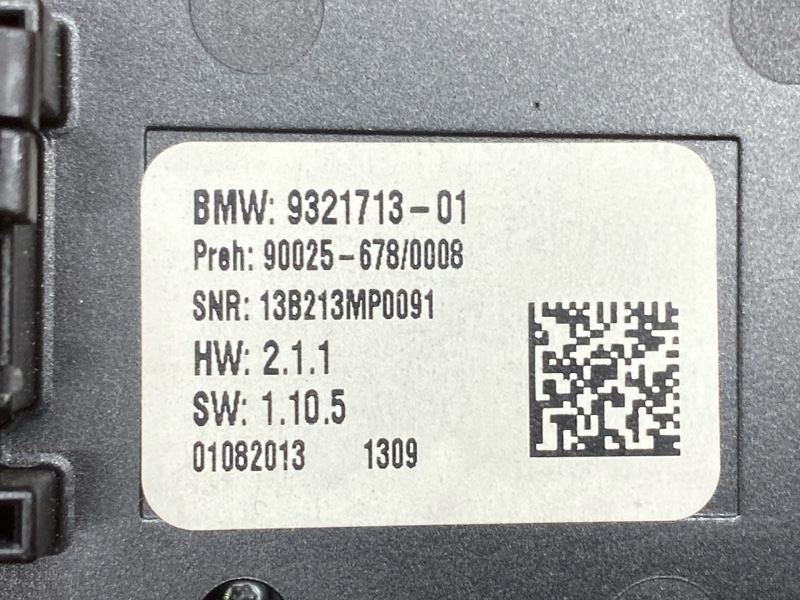 BMW: 9321713-01
Preh: 90025-678/0008
SNR: 13B213MP0091
HW: 2.1.1
SW: 1.10.5
01082013 1309